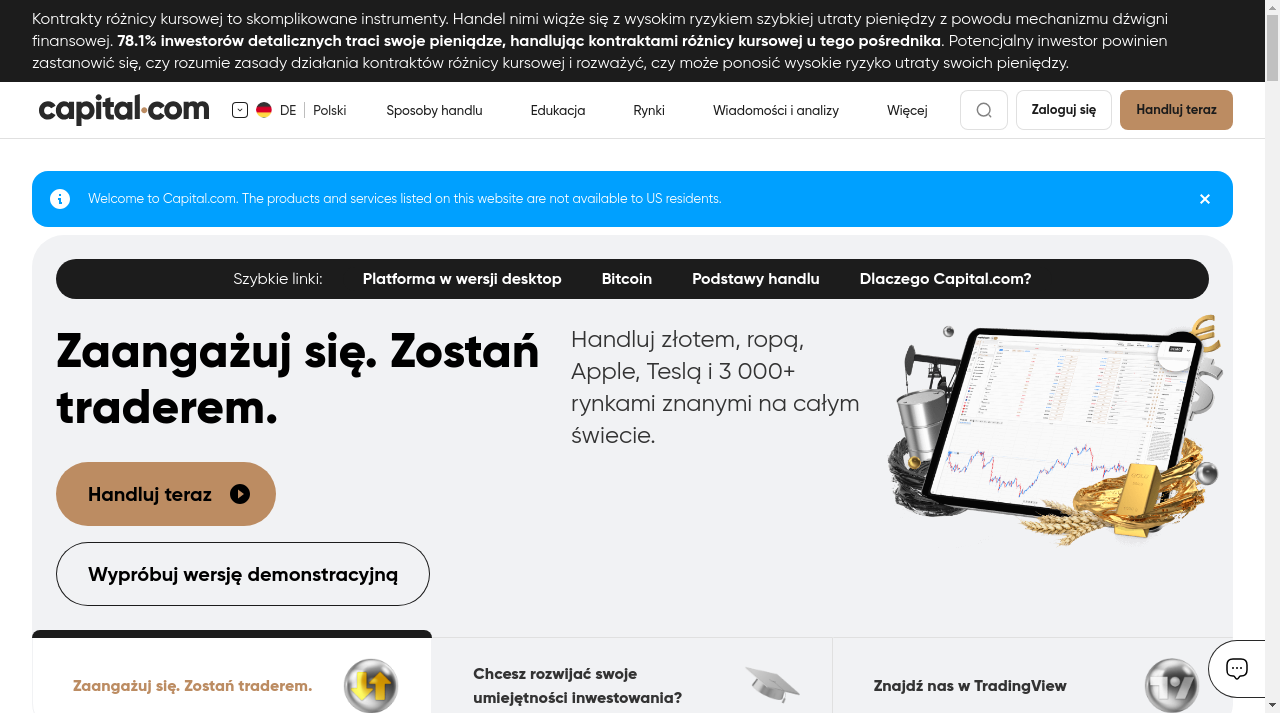 Kontrakty różnicy kursowej to skomplikowane instrumenty. Handel nimi wiąże się z wysokim ryzykiem szybkiej utraty pieniędzy z powodu mechanizmu dźwigni
finansowej. 78.1% inwestorów detalicznych traci swoje pieniądze, handlując kontraktami różnicy kursowej u tego pośrednika. Potencjalny inwestor powinien
zastanowić się, czy rozumie zasady działania kontraktów różnicy kursowej i rozważyć, czy może ponosić wysokie ryzyko utraty swoich pieniędzy.
capital.com DE Polski Sposoby handlu Edukacja Rynki Wiadomości i analizy Więcej Zaloguj się Handluj teraz
Welcome to Capital.com. The products and services listed on this website are not available to US residents.
Szybkie linki: Platforma w wersji desktop Bitcoin Podstawy handlu Dlaczego Capital.com?
Zaangażuj się. Zostań
traderem.
Handluj złotem, ropą,
Apple, Teslą i 3 000+
rynkami znanymi na całym
świecie.
Handluj teraz
Wypróbuj wersję demonstracyjną
Zaangażuj się. Zostań traderem.
Chcesz rozwijać swoje
umiejętności inwestowania?
Znajdź nas w TradingView